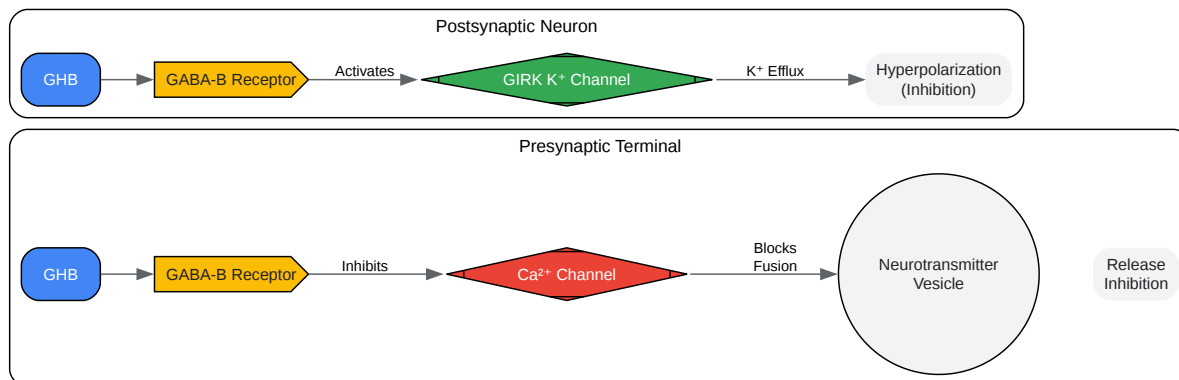 Postsynaptic Neuron
GHB
GABA-B Receptor
Activates
GIRK K⁺ Channel
K⁺ Efflux
Hyperpolarization
(Inhibition)
Presynaptic Terminal
GHB
GABA-B Receptor
Inhibits
Ca²⁺ Channel
Blocks
Fusion
Neurotransmitter
Vesicle
Release
Inhibition